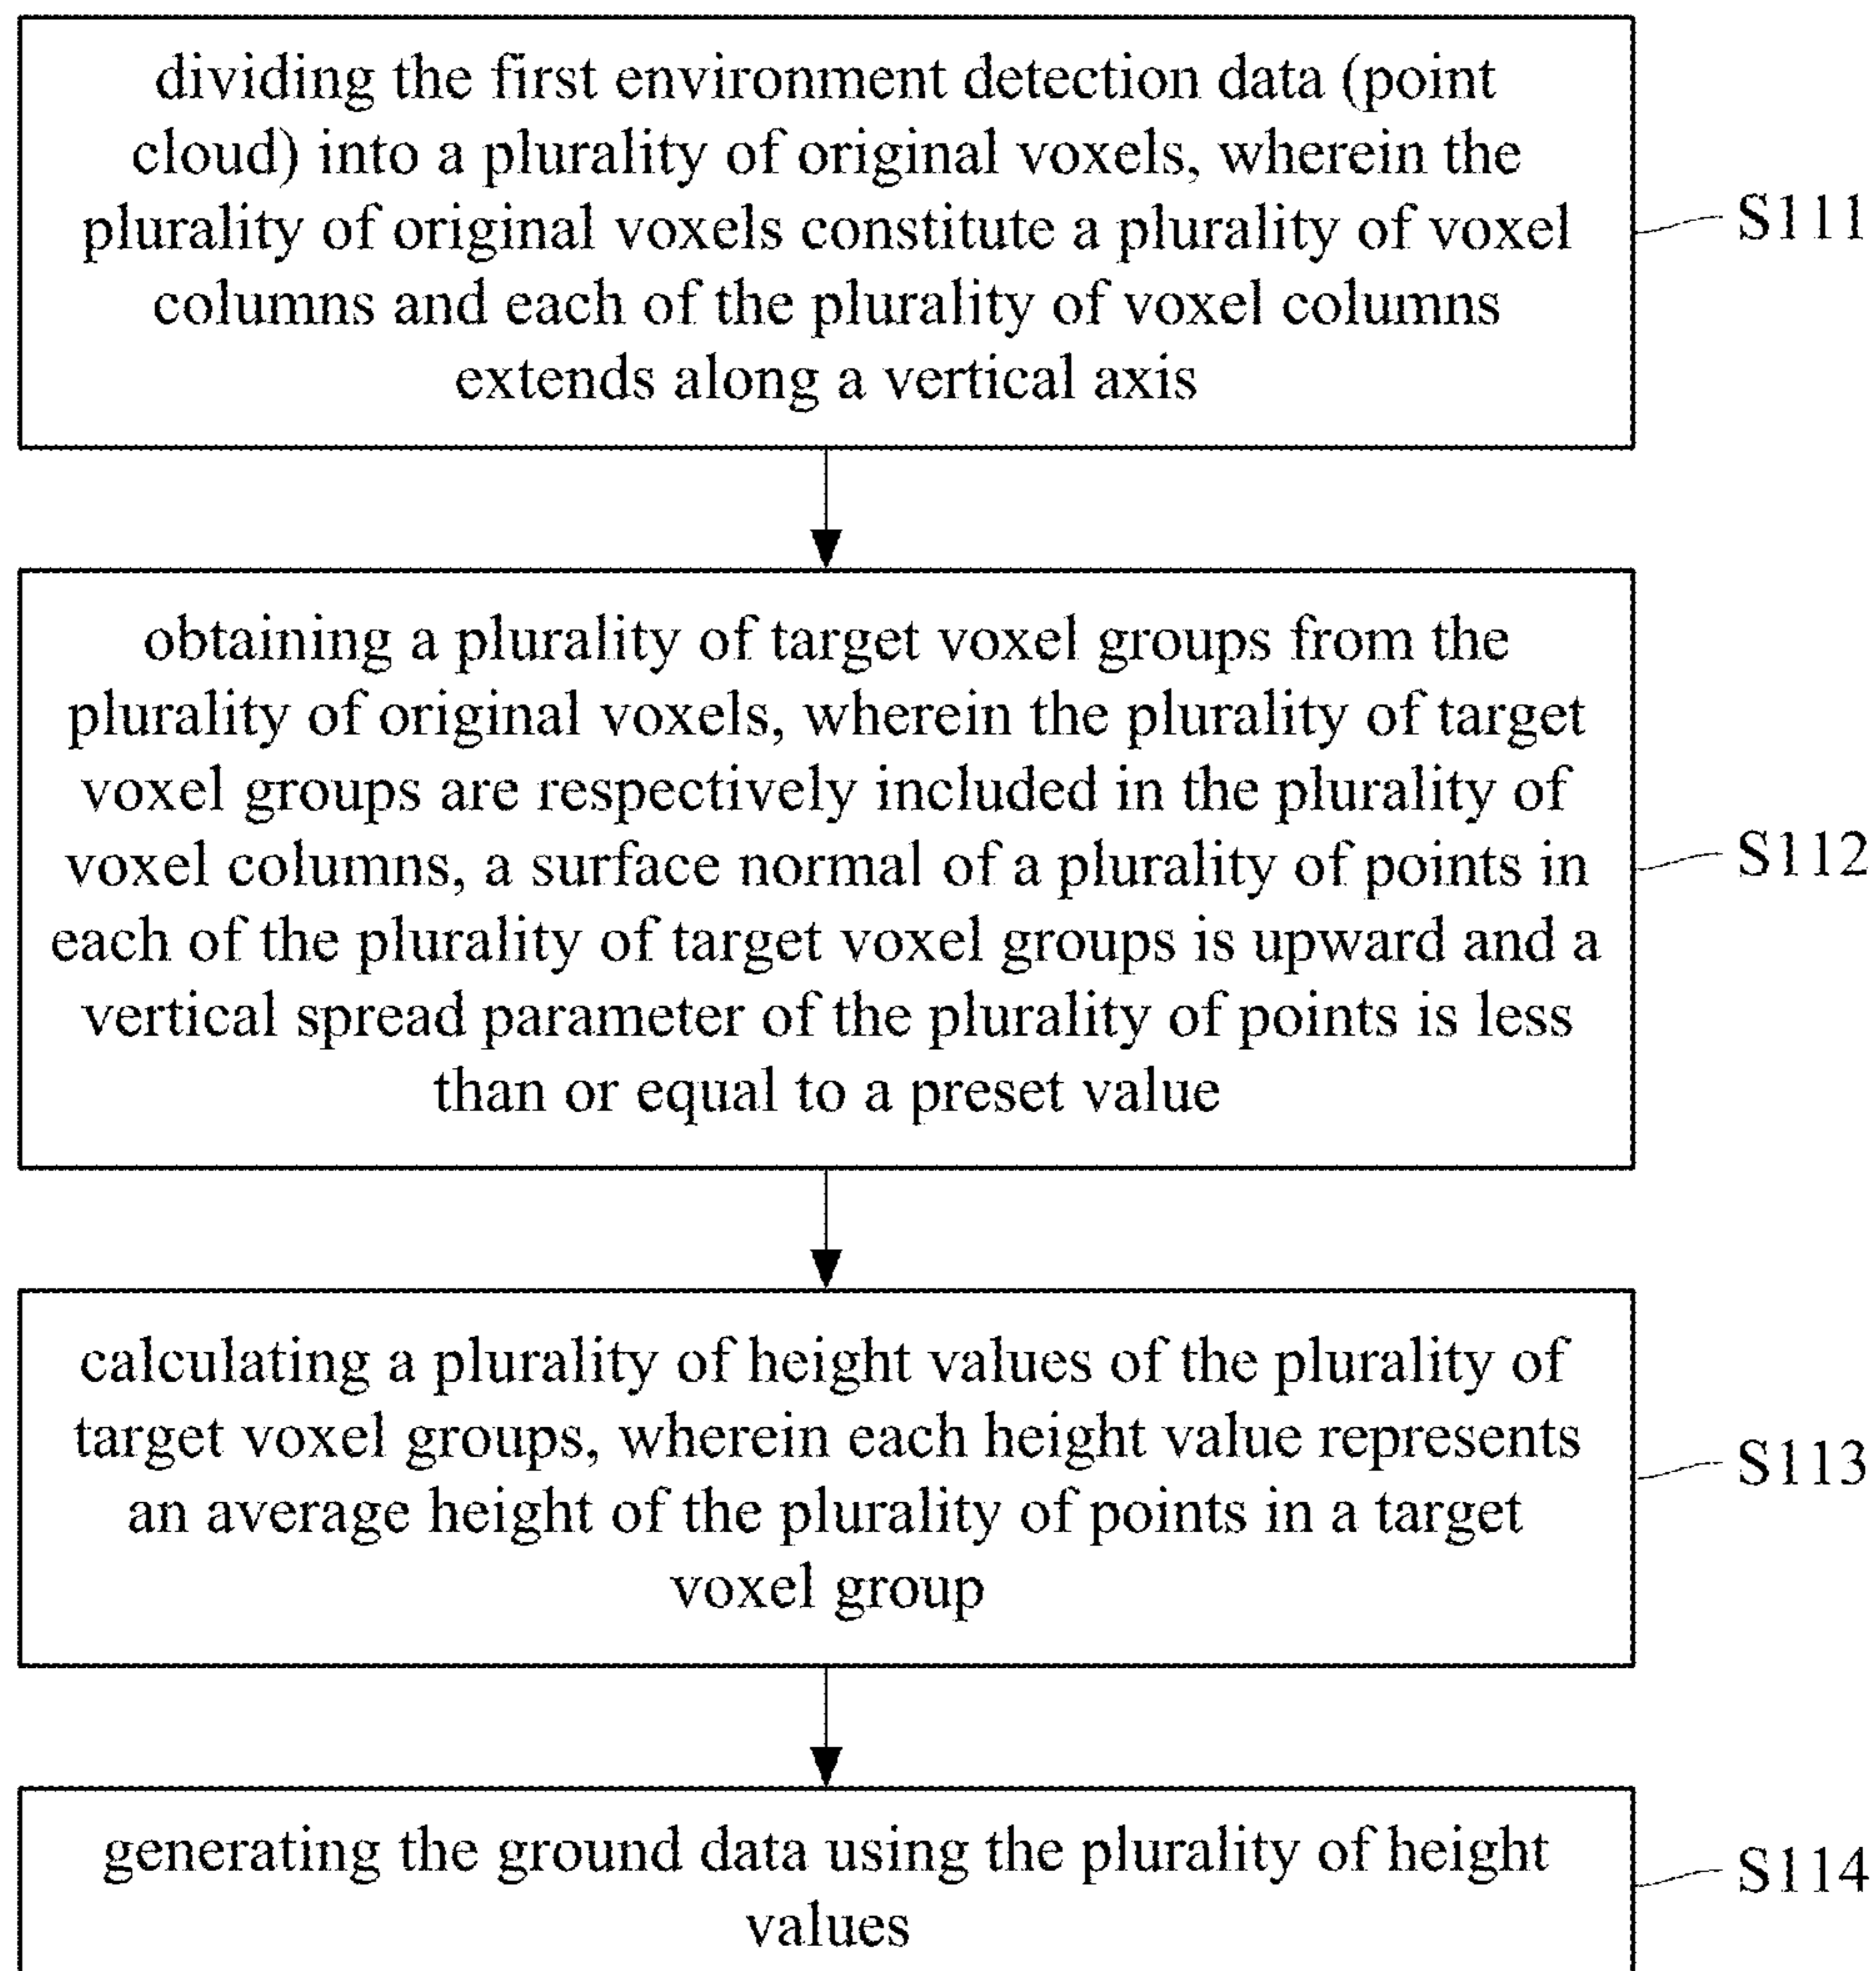 dividing the first environment detection data (point
cloud) into a plurality of original voxels, wherein the
plurality of original voxels constitute a plurality of voxel
columns and each of the plurality of voxel columns
extends along a vertical axis
S111
obtaining a plurality of target voxel groups from the
plurality of original voxels, wherein the plurality of target
voxel groups are respectively included in the plurality of
voxel columns, a surface normal of a plurality of points in
each of the plurality of target voxel groups is upward and a
vertical spread parameter of the plurality of points is less
than or equal to a preset value
S112
calculating a plurality of height values of the plurality of
target voxel groups, wherein each height value represents
an average height of the plurality of points in a target
voxel group
S113
generating the ground data using the plurality of height
values
S114